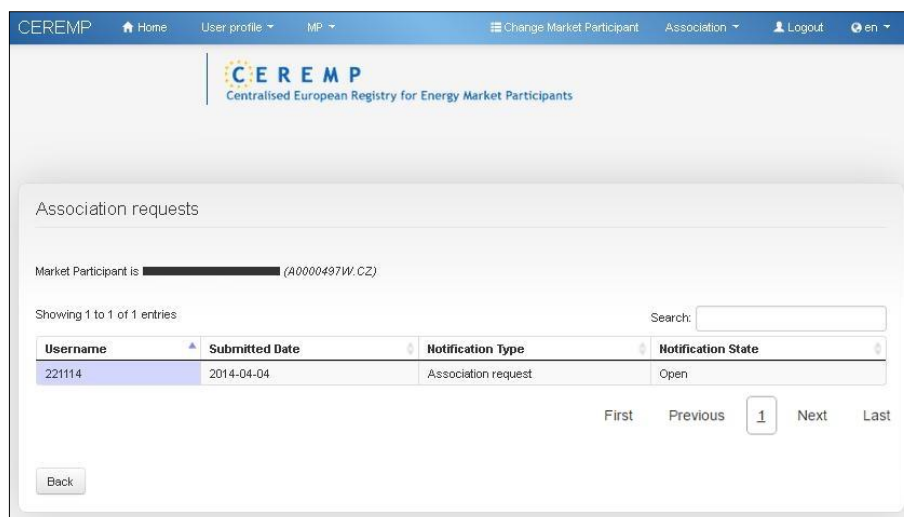 CEREMP Home User profile MP Change Market Participant Association Logout en
C E R E M P
Centralised European Registry for Energy Market Participants
Association requests
Market Participant is (A0000497W.CZ)
Showing 1 to 1 of 1 entries Search:
Username Submitted Date Notification Type Notification State
221114 2014-04-04 Association request Open
First Previous 1 Next Last
Back